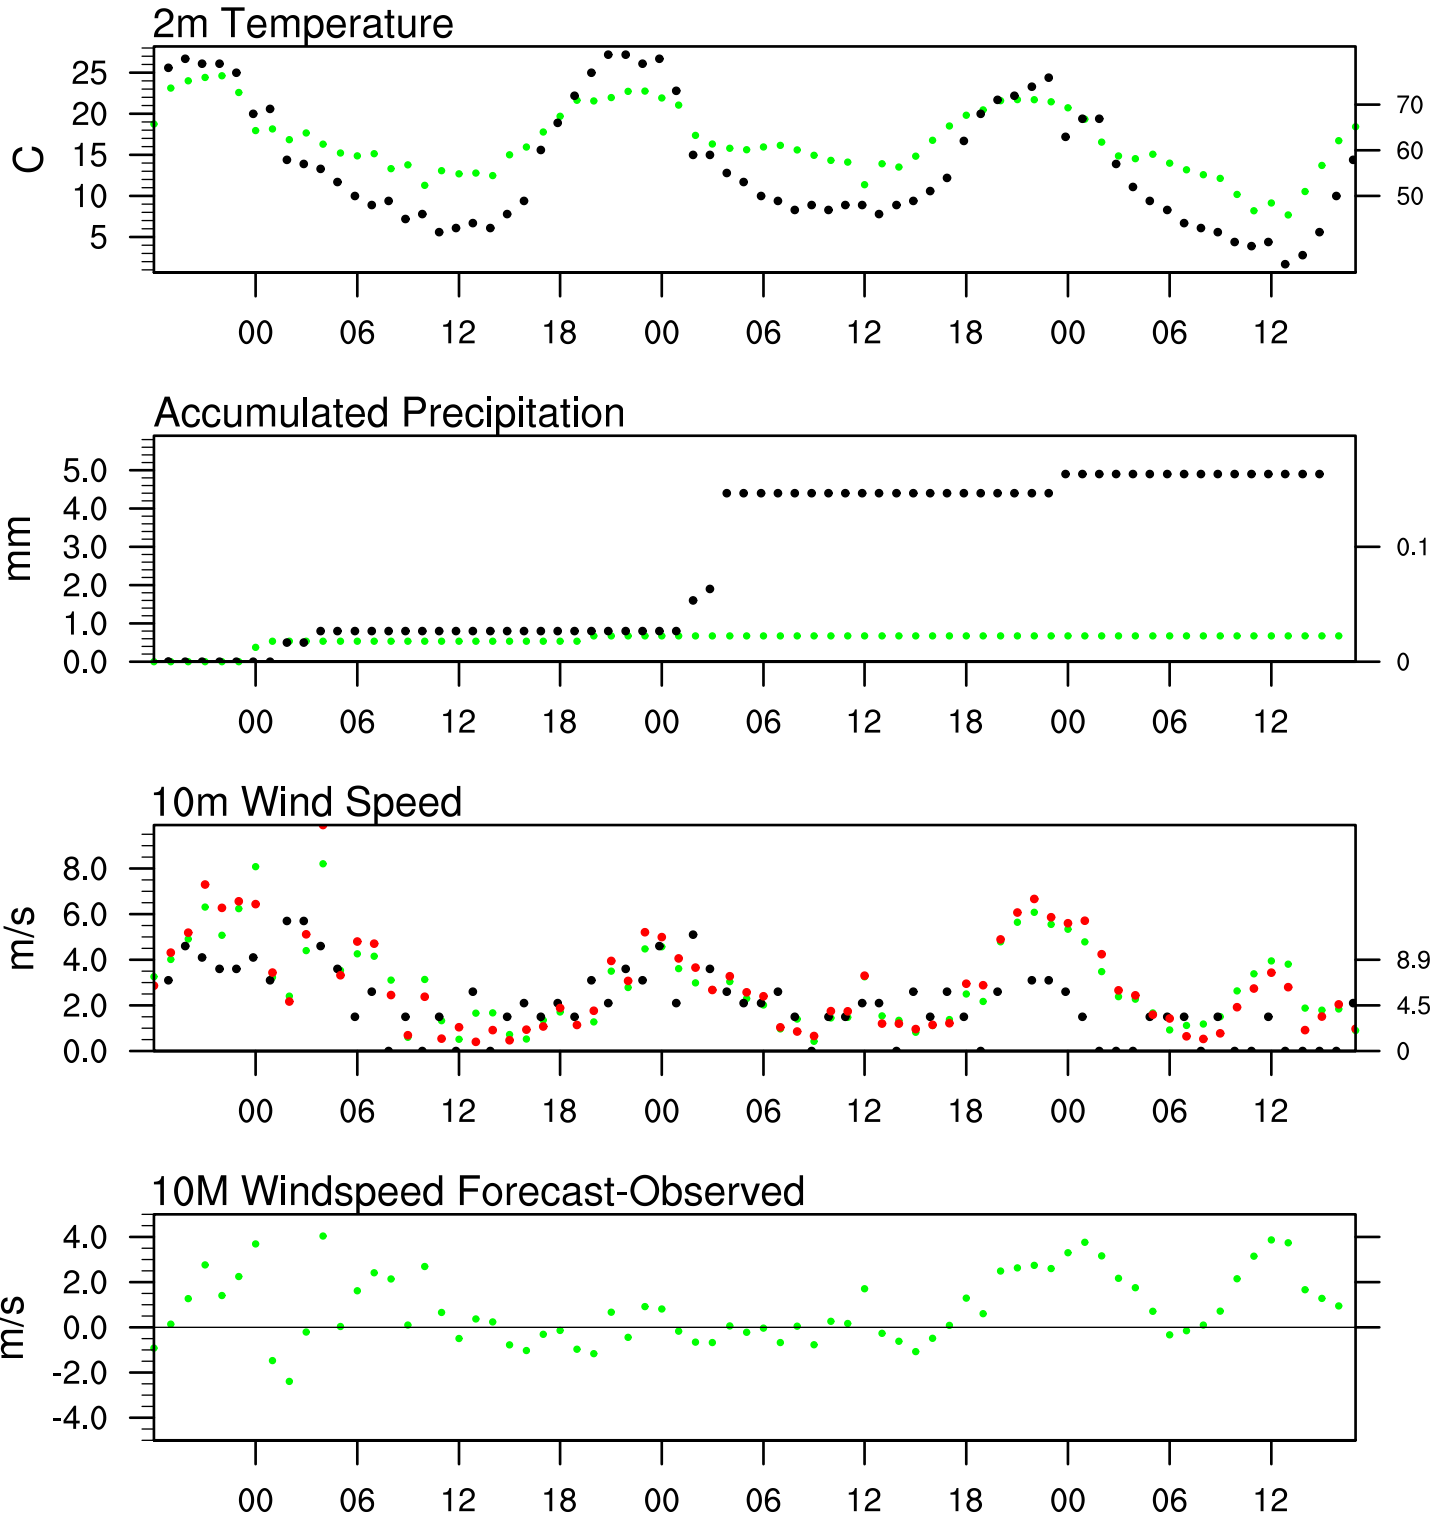 2m Temperature
25
20
15
10
5
C
70
60
50
00 06 12 18 00 06 12 18 00 06 12
Accumulated Precipitation
5.0
4.0
3.0
2.0
1.0
0.0
mm
0.1
0
00 06 12 18 00 06 12 18 00 06 12
10m Wind Speed
8.0
6.0
4.0
2.0
0.0
m/s
8.9
4.5
0
00 06 12 18 00 06 12 18 00 06 12
10M Windspeed Forecast-Observed
4.0
2.0
0.0
-2.0
-4.0
m/s
00 06 12 18 00 06 12 18 00 06 12